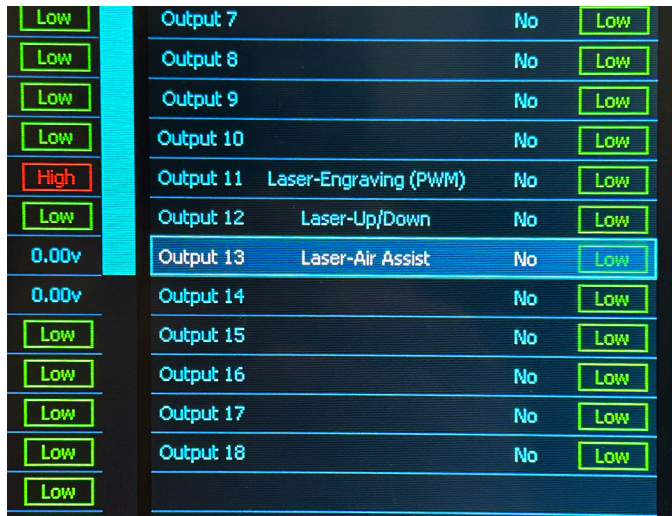 Low Output 7 No Low
Low Output 8 No Low
Low Output 9 No Low
Low Output 10 No Low
High Output 11 Laser-Engraving (PWM) No Low
Low Output 12 Laser-Up/Down No Low
0.00v Output 13 Laser-Air Assist No Low
0.00v Output 14 No Low
Low Output 15 No Low
Low Output 16 No Low
Low Output 17 No Low
Low Output 18 No Low
Low